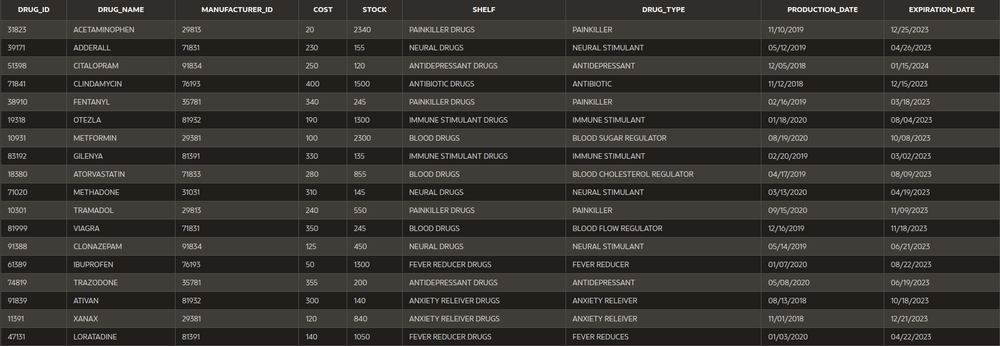 DRUG_ID DRUG_NAME MANUFACTURER_ID COST STOCK SHELF DRUG_TYPE PRODUCTION_DATE EXPIRATION_DATE
31823 ACETAMINOPHEN 29813 20 2340 PAINKILLER DRUGS PAINKILLER 11/10/2019 12/25/2023
39171 ADDERALL 71831 230 155 NEURAL DRUGS NEURAL STIMULANT 05/12/2019 04/26/2023
51398 CITALOPRAM 91834 250 120 ANTIDEPRESSANT DRUGS ANTIDEPRESSANT 12/05/2018 01/15/2024
71841 CLINDAMYCIN 76193 400 1500 ANTIBIOTIC DRUGS ANTIBIOTIC 11/12/2018 12/15/2023
38910 FENTANYL 35781 340 245 PAINKILLER DRUGS PAINKILLER 02/16/2019 03/18/2023
19318 OTEZLA 81932 190 1300 IMMUNE STIMULANT DRUGS IMMUNE STIMULANT 01/18/2020 08/04/2023
10931 METFORMIN 29381 100 2300 BLOOD DRUGS BLOOD SUGAR REGULATOR 08/19/2020 10/08/2023
83192 GILENYA 81391 330 135 IMMUNE STIMULANT DRUGS IMMUNE STIMULANT 02/20/2019 03/02/2023
18380 ATORVASTATIN 71833 280 855 BLOOD DRUGS BLOOD CHOLESTEROL REGULATOR 04/17/2019 08/09/2023
71020 METHADONE 31031 310 145 NEURAL DRUGS NEURAL STIMULANT 03/13/2020 04/19/2023
10301 TRAMADOL 29813 240 550 PAINKILLER DRUGS PAINKILLER 09/15/2020 11/09/2023
81999 VIAGRA 71831 350 245 BLOOD DRUGS BLOOD FLOW REGULATOR 12/16/2019 11/18/2023
91388 CLONAZEPAM 91834 125 450 NEURAL DRUGS NEURAL STIMULANT 05/14/2019 06/21/2023
61389 IBUPROFEN 76193 50 1300 FEVER REDUCER DRUGS FEVER REDUCER 01/07/2020 08/22/2023
74819 TRAZODONE 35781 355 200 ANTIDEPRESSANT DRUGS ANTIDEPRESSANT 05/08/2020 06/19/2023
91839 ATIVAN 81932 300 140 ANXIETY RELEIVER DRUGS ANXIETY RELEIVER 08/13/2018 10/18/2023
11391 XANAX 29381 120 840 ANXIETY RELEIVER DRUGS ANXIETY RELEIVER 11/01/2018 12/21/2023
47131 LORATADINE 81391 140 1050 FEVER REDUCER DRUGS FEVER REDUCES 01/03/2020 04/22/2023